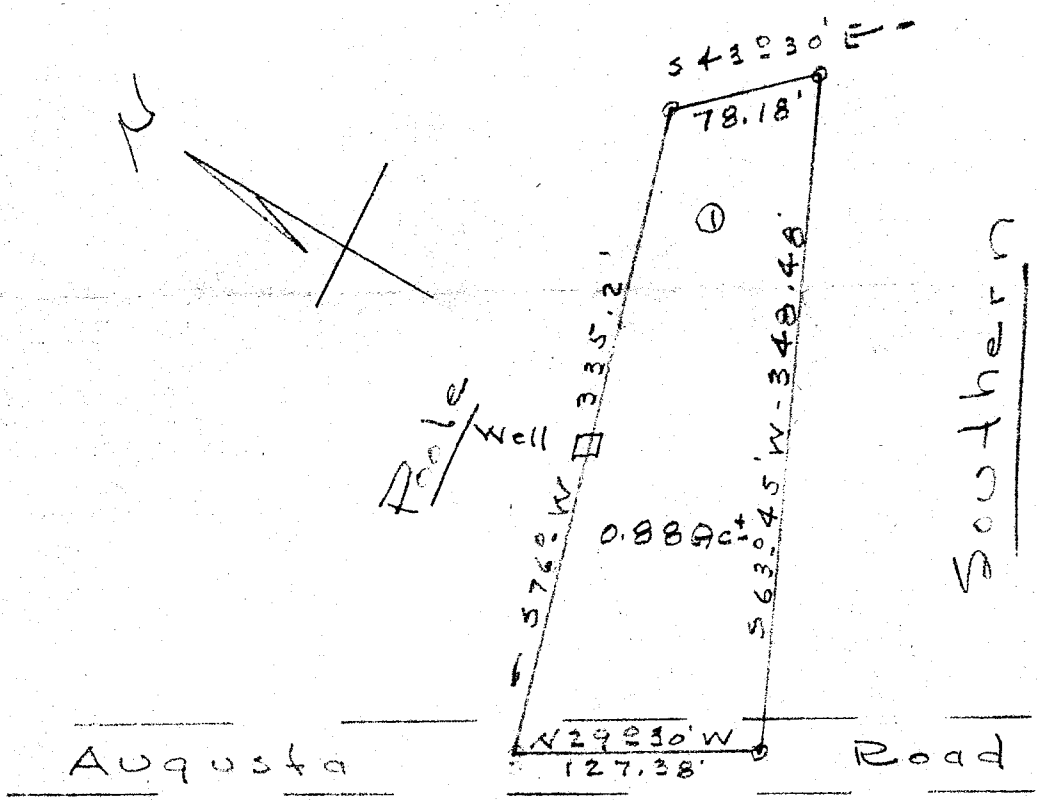 S 43° 30' E
78.18'
N
①
335.2'
S 76° W
Poole
Well
0.88 Ac ±
S 63° 45' W - 348.48'
Southern
N 29° 30' W
127.38'
Augusta Road